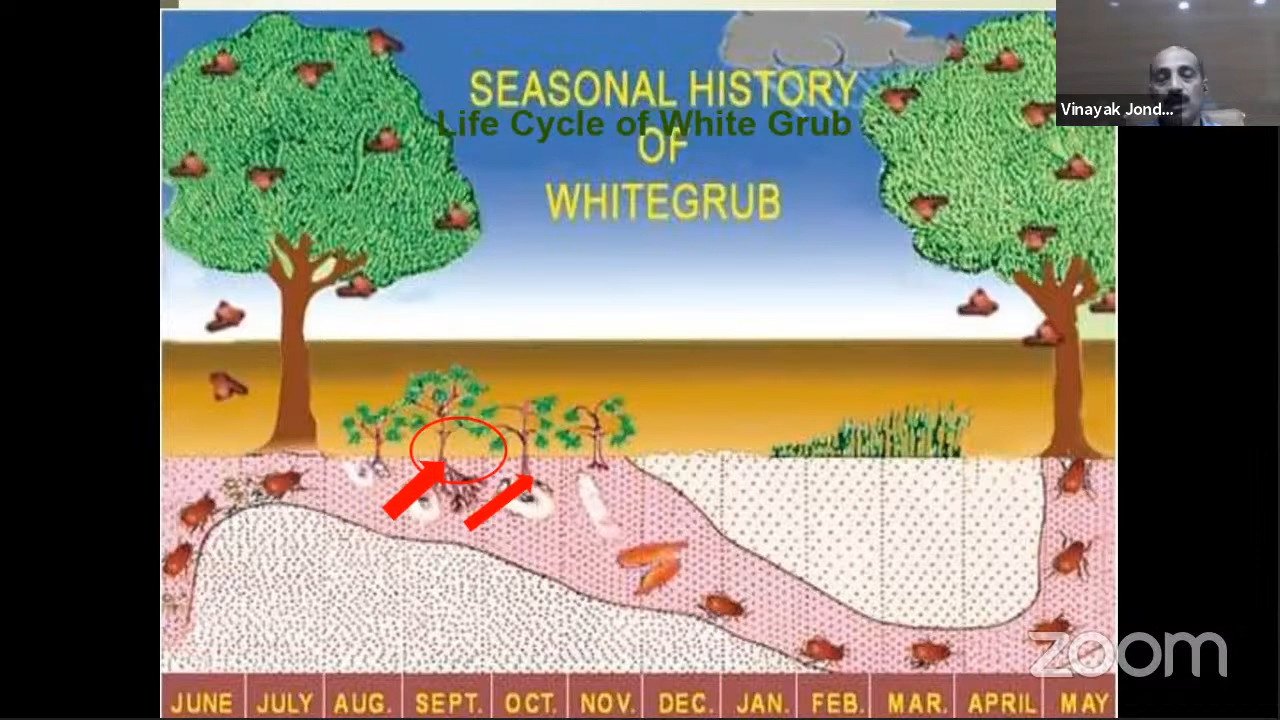 SEASONAL HISTORY
Life Cycle of White Grub
OF
WHITEGRUB
Vinayak Jond...
zoom
JUNE JULY AUG. SEPT. OCT. NOV. DEC. JAN. FEB. MAR. APRIL MAY